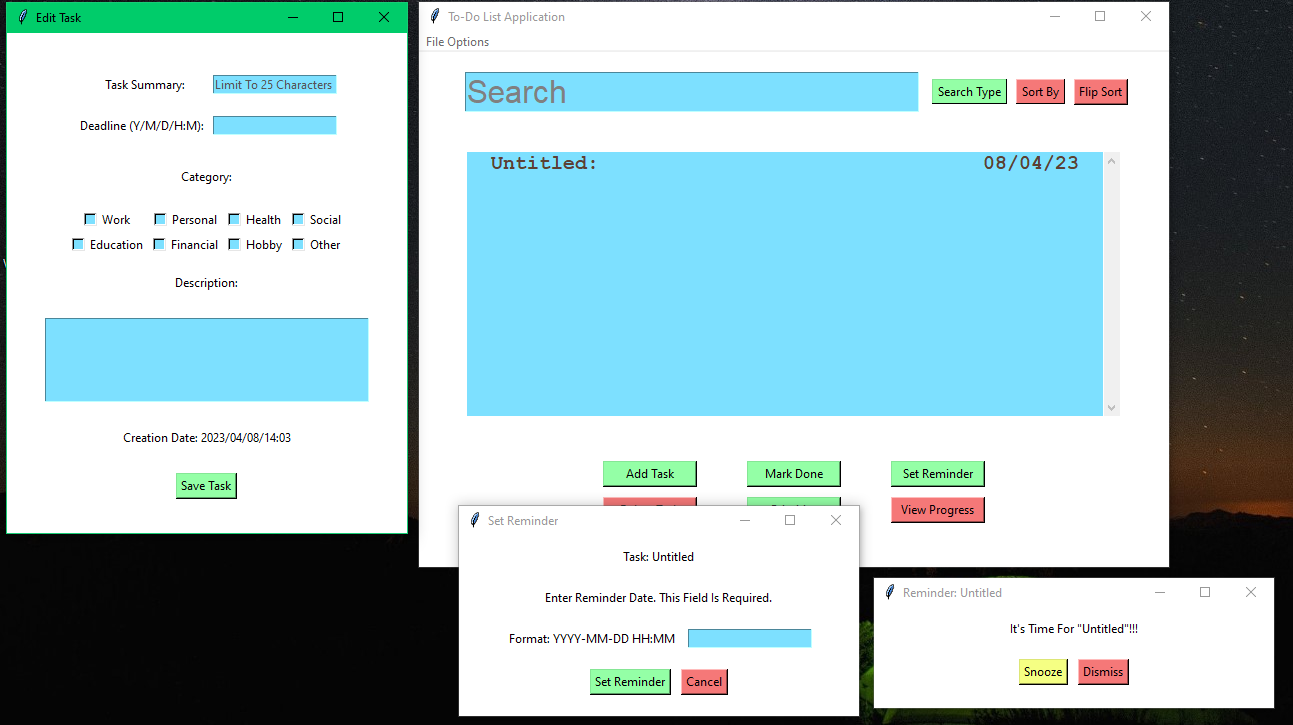 Edit Task
Task Summary: Limit To 25 Characters
Deadline (Y/M/D/H:M):
Category:
Work Personal Health Social
Education Financial Hobby Other
Description:
Creation Date: 2023/04/08/14:03
Save Task
To-Do List Application
File Options
Search Search Type Sort By Flip Sort
Untitled: 08/04/23
Add Task Mark Done Set Reminder
View Progress
Set Reminder
Task: Untitled
Enter Reminder Date. This Field Is Required.
Format: YYYY-MM-DD HH:MM
Set Reminder Cancel
Reminder: Untitled
It's Time For "Untitled"!!!
Snooze Dismiss